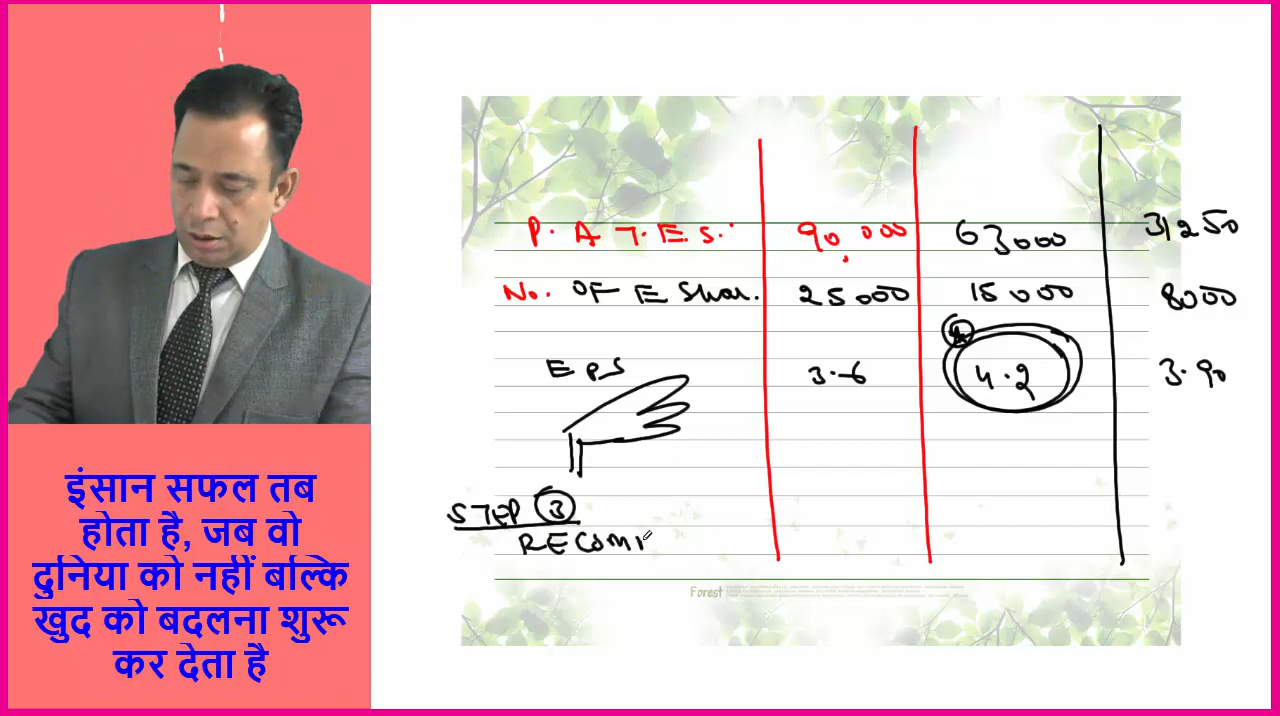 इंसान सफल तब
होता है, जब वो
दुनिया को नहीं बल्कि
खुद को बदलना शुरू
कर देता है
P. A T. E. S. 90,000 63000 31250
No. OF E Shar. 25000 15000 8000
EPS 3.6 4.2 3.90
STEP 3
RECOM
Forest